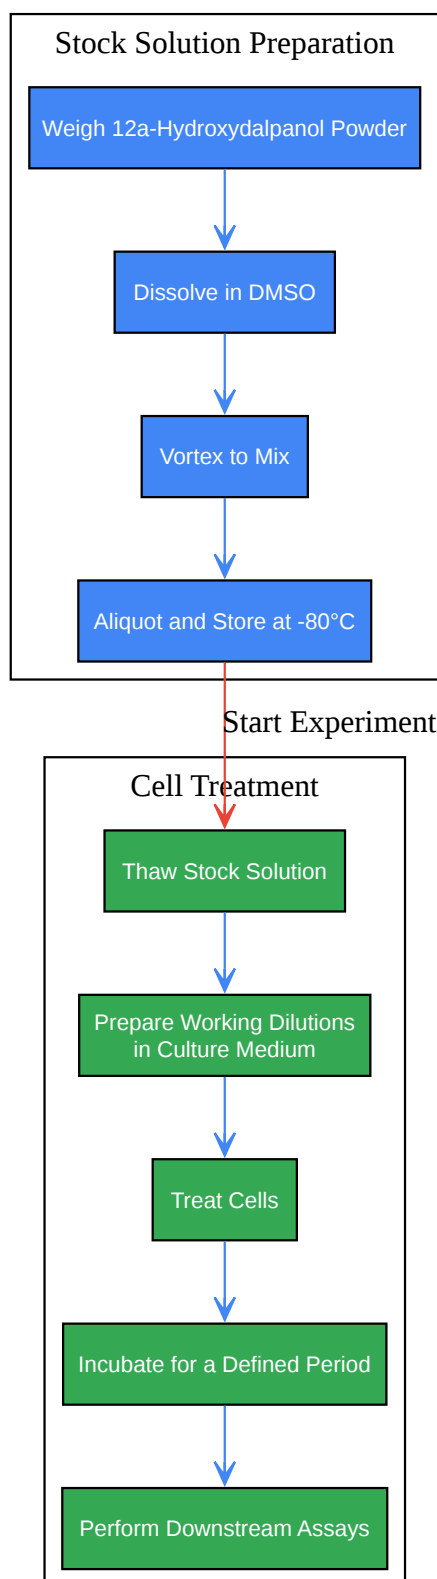 Stock Solution Preparation
Weigh 12a-Hydroxydalpanol Powder
Dissolve in DMSO
Vortex to Mix
Aliquot and Store at -80°C
Start Experiment
Cell Treatment
Thaw Stock Solution
Prepare Working Dilutions
in Culture Medium
Treat Cells
Incubate for a Defined Period
Perform Downstream Assays